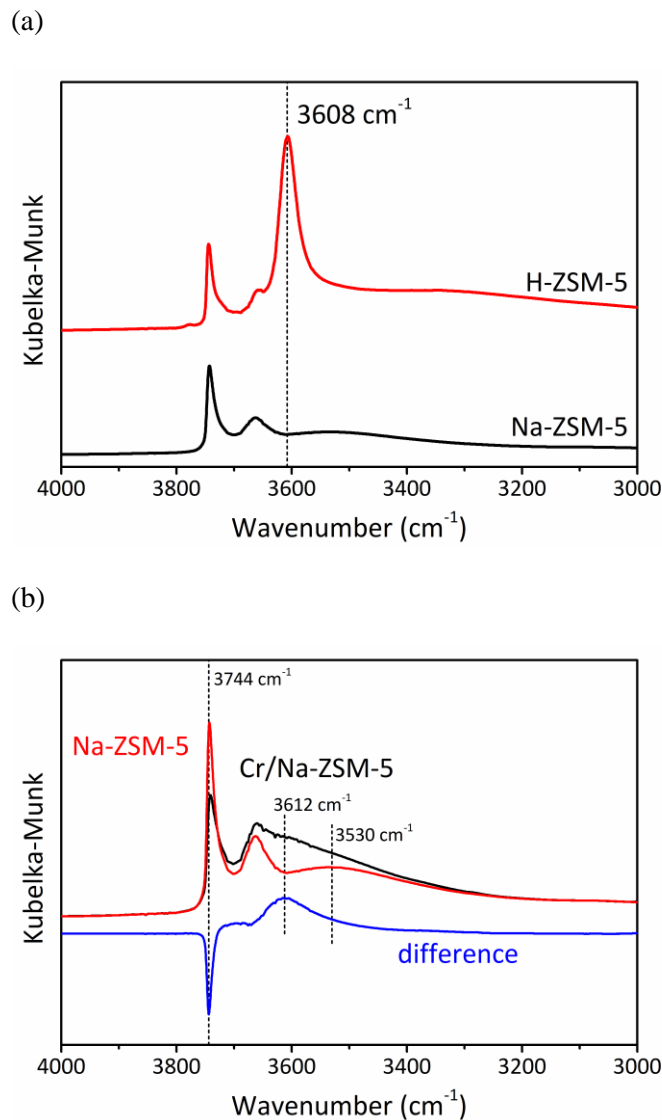 (a)
3608 cm⁻¹
H-ZSM-5
Na-ZSM-5
Kubelka-Munk
4000 3800 3600 3400 3200 3000
Wavenumber (cm⁻¹)
(b)
3744 cm⁻¹
Na-ZSM-5
Cr/Na-ZSM-5
3612 cm⁻¹
3530 cm⁻¹
difference
Kubelka-Munk
4000 3800 3600 3400 3200 3000
Wavenumber (cm⁻¹)